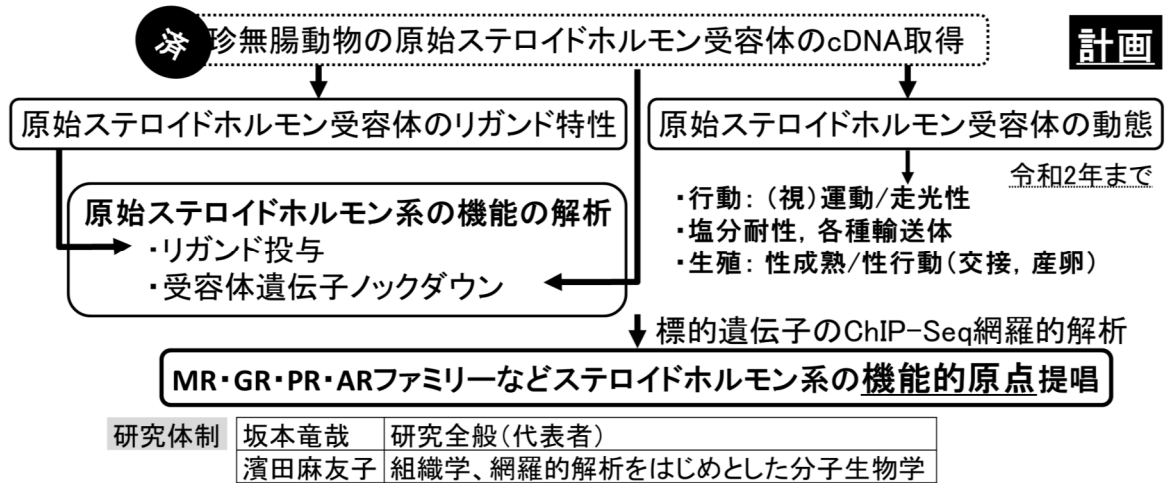 済 珍無腸動物の原始ステロイドホルモン受容体のcDNA取得
計画
原始ステロイドホルモン受容体のリガンド特性
原始ステロイドホルモン受容体の動態
令和2年まで
・行動：（視）運動/走光性
・塩分耐性，各種輸送体
・生殖：性成熟/性行動（交接，産卵）
原始ステロイドホルモン系の機能の解析
・リガンド投与
・受容体遺伝子ノックダウン
標的遺伝子のChIP-Seq網羅的解析
MR・GR・PR・ARファミリーなどステロイドホルモン系の機能的原点提唱
研究体制 坂本竜哉 研究全般（代表者）
濱田麻友子 組織学、網羅的解析をはじめとした分子生物学